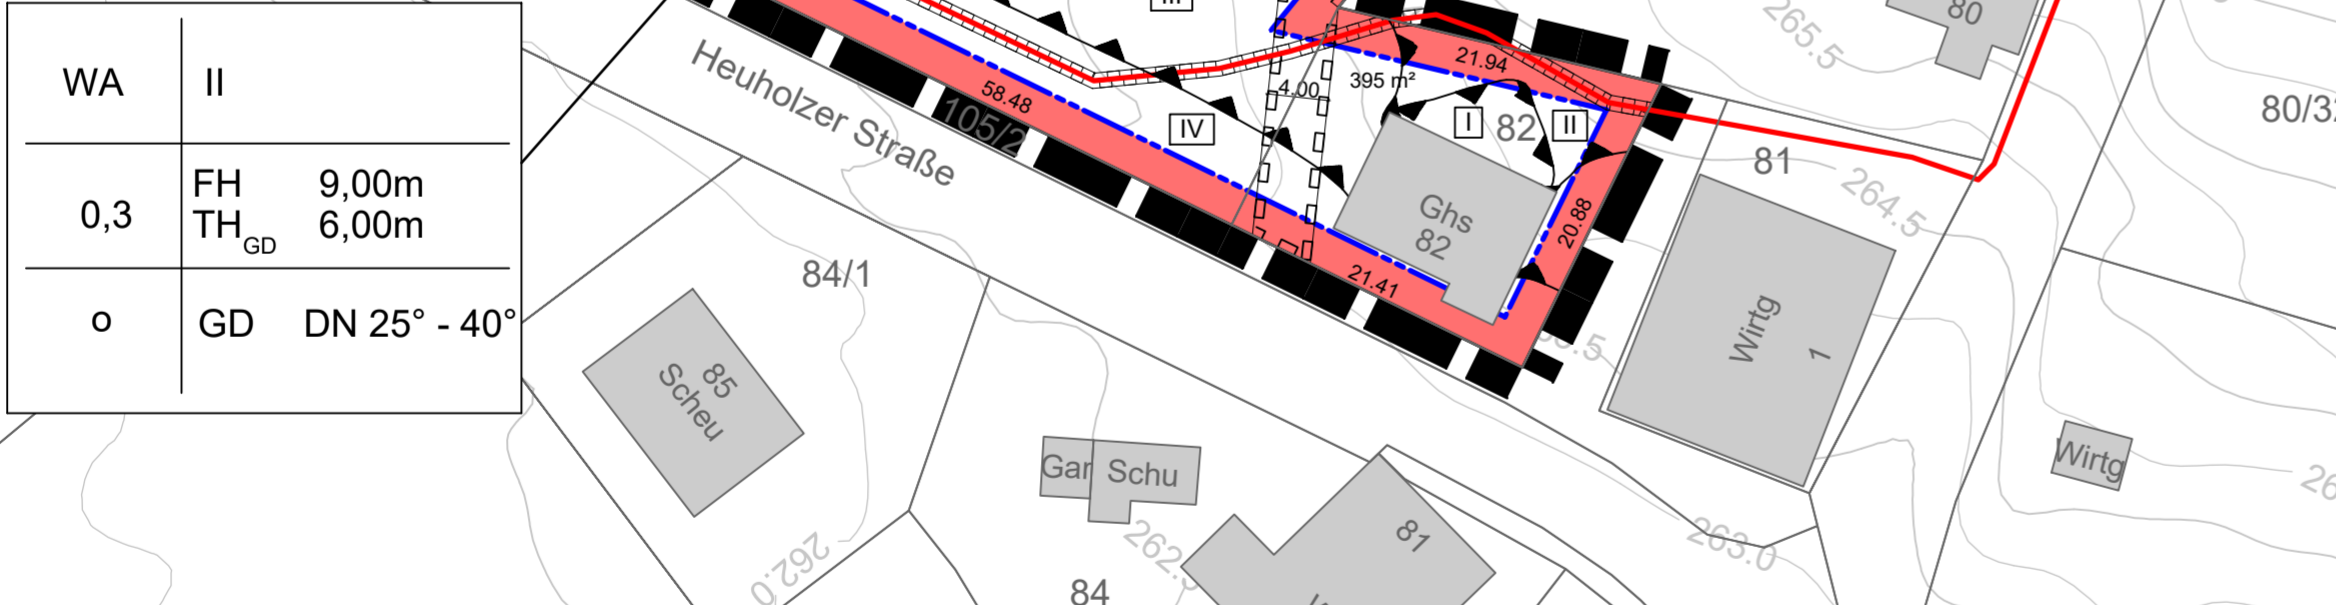 WA II
0,3
FH 9,00m
TH GD 6,00m
o
GD DN 25° - 40°
III
Heuholzer Straße
58.48
105/2
IV
4.00
395 m²
21.94
I
82
II
Ghs
82
20.88
21.41
265.5
80
80/3
81
264.5
Wirtg
1
84/1
85
Scheu
Gar
Schu
262.0
84
81
263.0
Wirtg